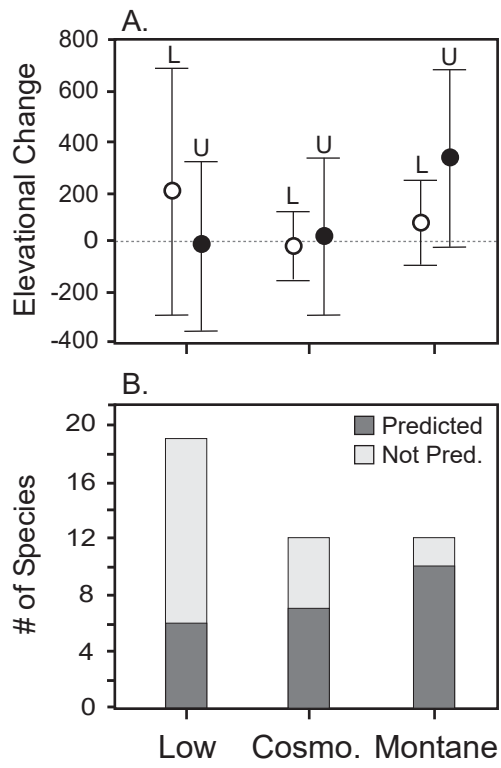 A.
800
600
400
200
0
-200
-400
Elevational Change
L
U
L
U
L
U
B.
20
16
12
8
4
0
# of Species
Predicted
Not Pred.
Low Cosmo. Montane